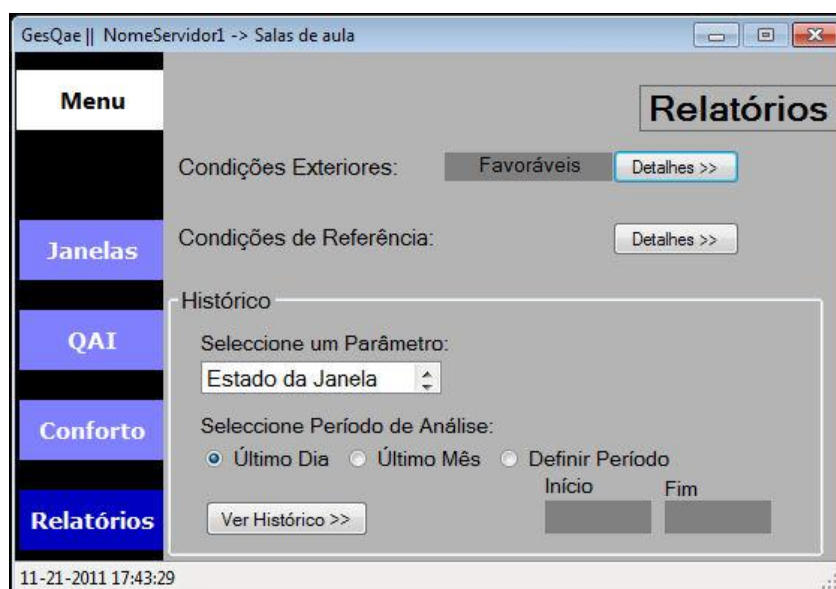 GesQae || NomeServidor1 -> Salas de aula
Menu
Relatórios
Condições Exteriores: Favoráveis Detalhes >>
Condições de Referência: Detalhes >>
Janelas
QAI
Conforto
Relatórios
Histórico
Seleccione um Parâmetro:
Estado da Janela
Seleccione Período de Análise:
Último Dia Último Mês Definir Período
Início Fim
Ver Histórico >>
11-21-2011 17:43:29